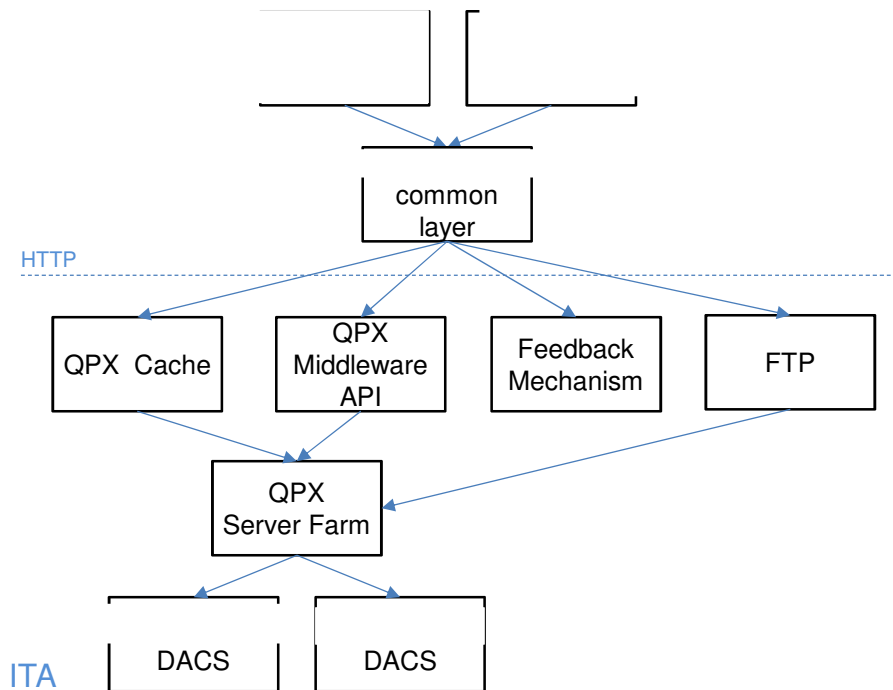 common
layer
HTTP
QPX Cache
QPX
Middleware
API
Feedback
Mechanism
FTP
QPX
Server Farm
DACS
DACS
ITA